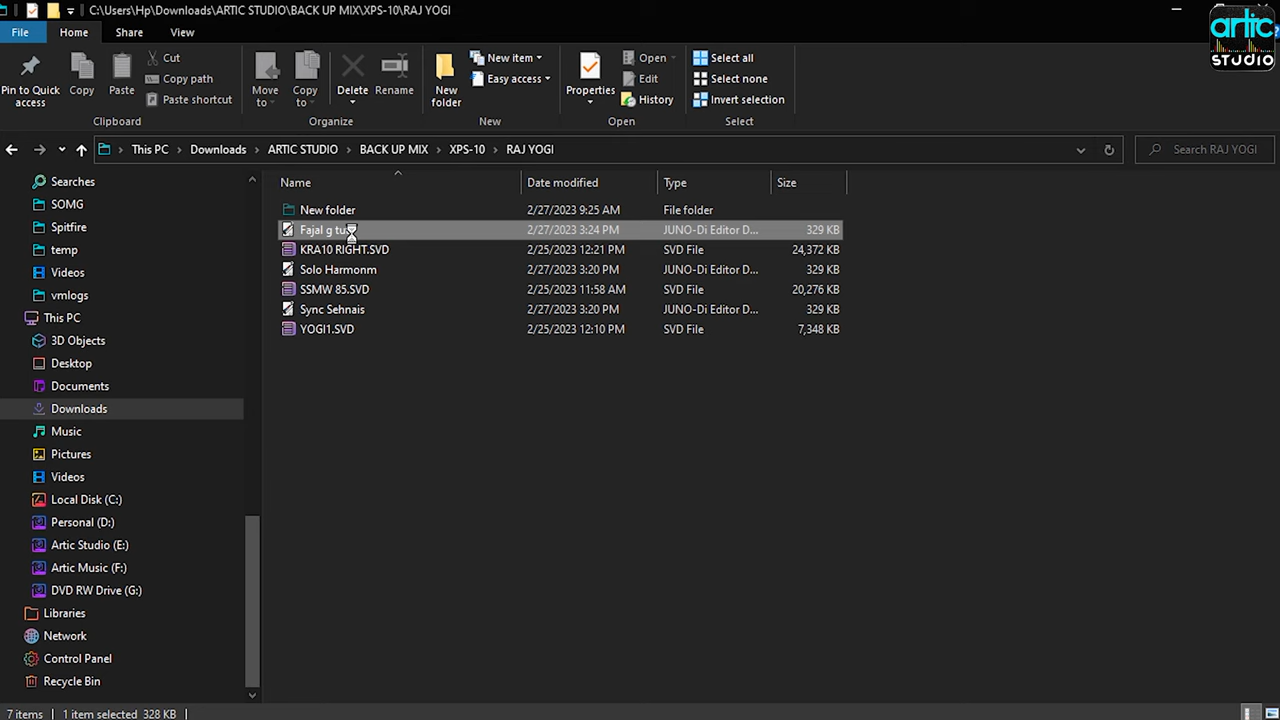 C:\Users\Hp\Downloads\ARTIC STUDIO\BACK UP MIX\XPS-10\RAJ YOGI
artic
STUDIO
File Home Share View
Pin to Quick access
Copy
Paste
Cut
Copy path
Paste shortcut
Clipboard
Move to
Copy to
Delete
Rename
Organize
New folder
New item
Easy access
New
Properties
Open
Edit
History
Open
Select all
Select none
Invert selection
Select
This PC Downloads ARTIC STUDIO BACK UP MIX XPS-10 RAJ YOGI
Search RAJ YOGI
Searches
SOMG
Spitfire
temp
Videos
vmlogs
This PC
3D Objects
Desktop
Documents
Downloads
Music
Pictures
Videos
Local Disk (C:)
Personal (D:)
Artic Studio (E:)
Artic Music (F:)
DVD RW Drive (G:)
Libraries
Network
Control Panel
Recycle Bin
Name Date modified Type Size
New folder 2/27/2023 9:25 AM File folder
Fajal g 2/27/2023 3:24 PM JUNO-Di Editor D... 329 KB
KRA10 RIGHT.SVD 2/25/2023 12:21 PM SVD File 24,372 KB
Solo Harmonm 2/27/2023 3:20 PM JUNO-Di Editor D... 329 KB
SSMW 85.SVD 2/25/2023 11:58 AM SVD File 20,276 KB
Sync Sehnais 2/27/2023 3:20 PM JUNO-Di Editor D... 329 KB
YOGI1.SVD 2/25/2023 12:10 PM SVD File 7,348 KB
7 items 1 item selected 328 KB